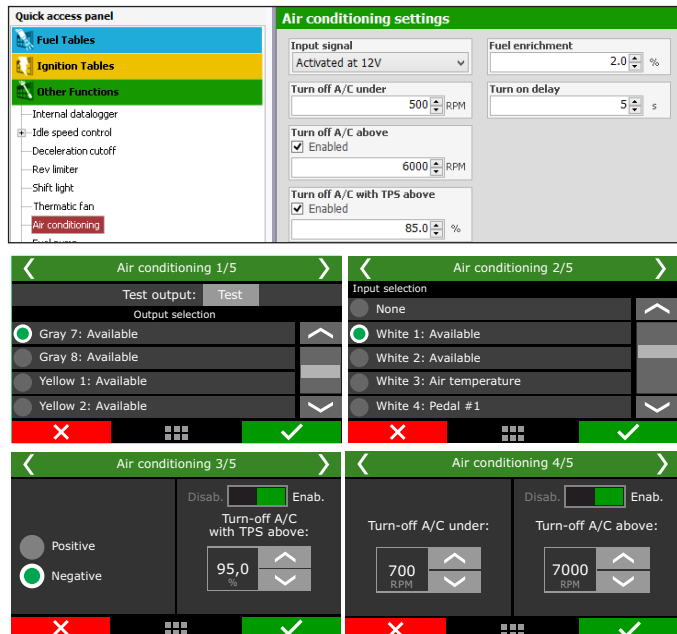 Quick access panel
Fuel Tables
Ignition Tables
Other Functions
Internal datalogger
Idle speed control
Deceleration cutoff
Rev limiter
Shift light
Thermatic fan
Air conditioning
Air conditioning settings
Input signal
Activated at 12V
Fuel enrichment
2.0 %
Turn off A/C under
500 RPM
Turn on delay
5 s
Turn off A/C above
Enabled
6000 RPM
Turn off A/C with TPS above
Enabled
85.0 %
Air conditioning 1/5
Test output: Test
Output selection
Gray 7: Available
Gray 8: Available
Yellow 1: Available
Yellow 2: Available
Air conditioning 2/5
Input selection
None
White 1: Available
White 2: Available
White 3: Air temperature
White 4: Pedal #1
Air conditioning 3/5
Positive
Negative
Disab. Enab.
Turn-off A/C
with TPS above:
95,0
%
Air conditioning 4/5
Turn-off A/C under:
700
RPM
Disab. Enab.
Turn-off A/C above:
7000
RPM